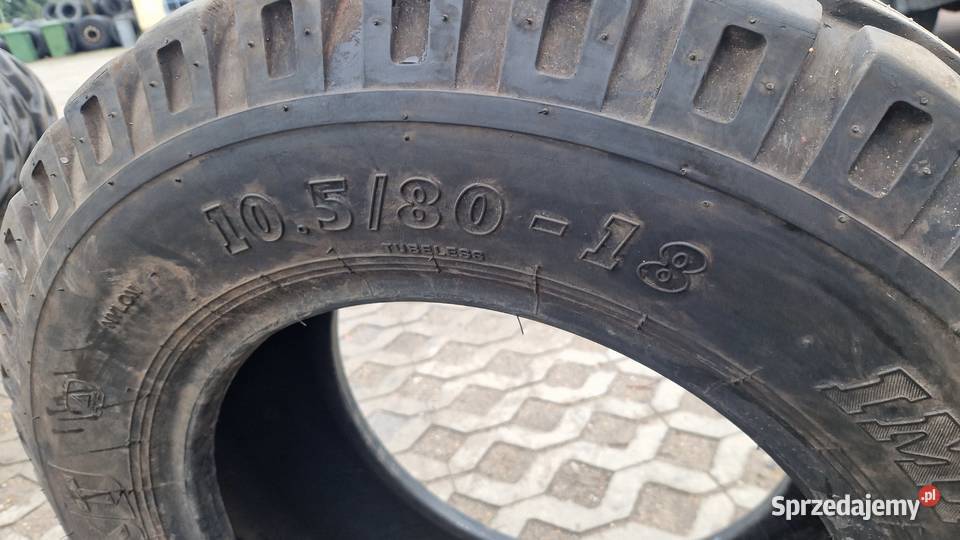 10.5/80-18
TUBELESS
NYLON
Sprzedajemy.pl